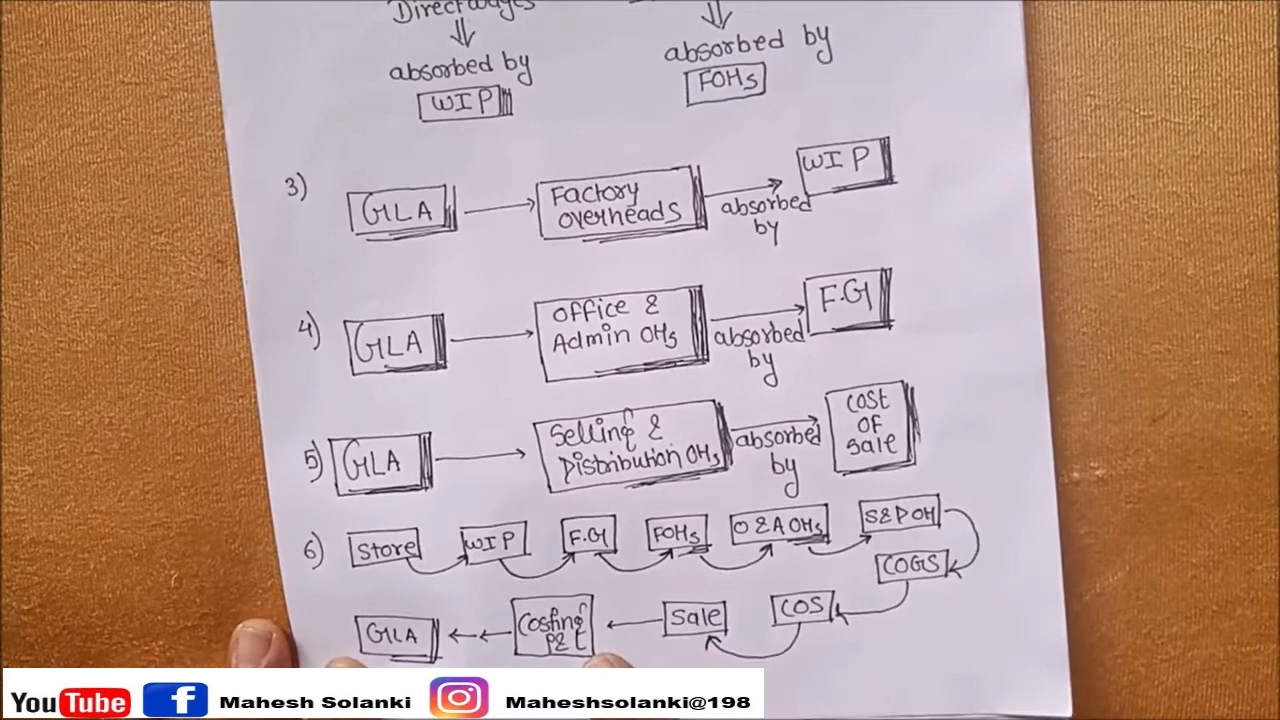 Direct wages
⇓ ⇓
absorbed by absorbed by
WIP FOHs
3) GLA → Factory overheads → absorbed by WIP
4) GLA → Office & Admin OHs → absorbed by F.G
5) GLA → Selling & Distribution OHs → absorbed by Cost OF Sale
6) Store WIP F.G FOHs O&A OHs S&D OH
COGS
GLA ← ← Costing P&L ← Sale COS
YouTube f Mahesh Solanki Maheshsolanki@198